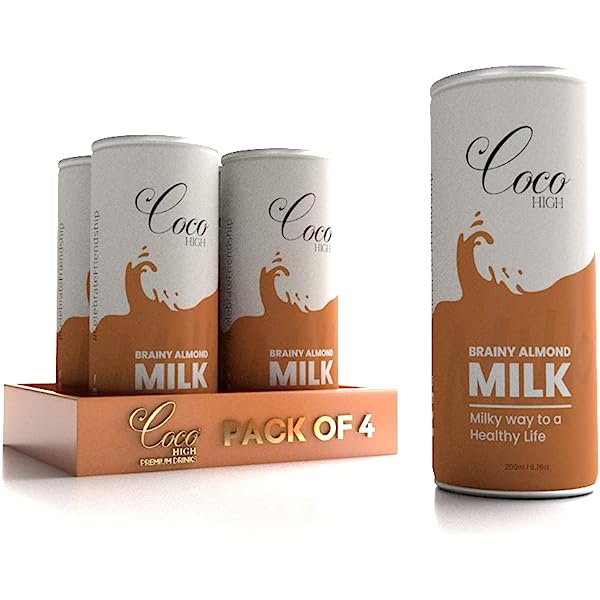 #CelebrateFriendship
Coco
HIGH
BRAINY ALMOND
MILK
Coco
HIGH
BRAINY ALMOND
MILK
Coco
HIGH
PREMIUM DRINKS
PACK OF 4
Coco
HIGH
BRAINY ALMOND
MILK
Milky way to a
Healthy Life
200ml / 6.76oz